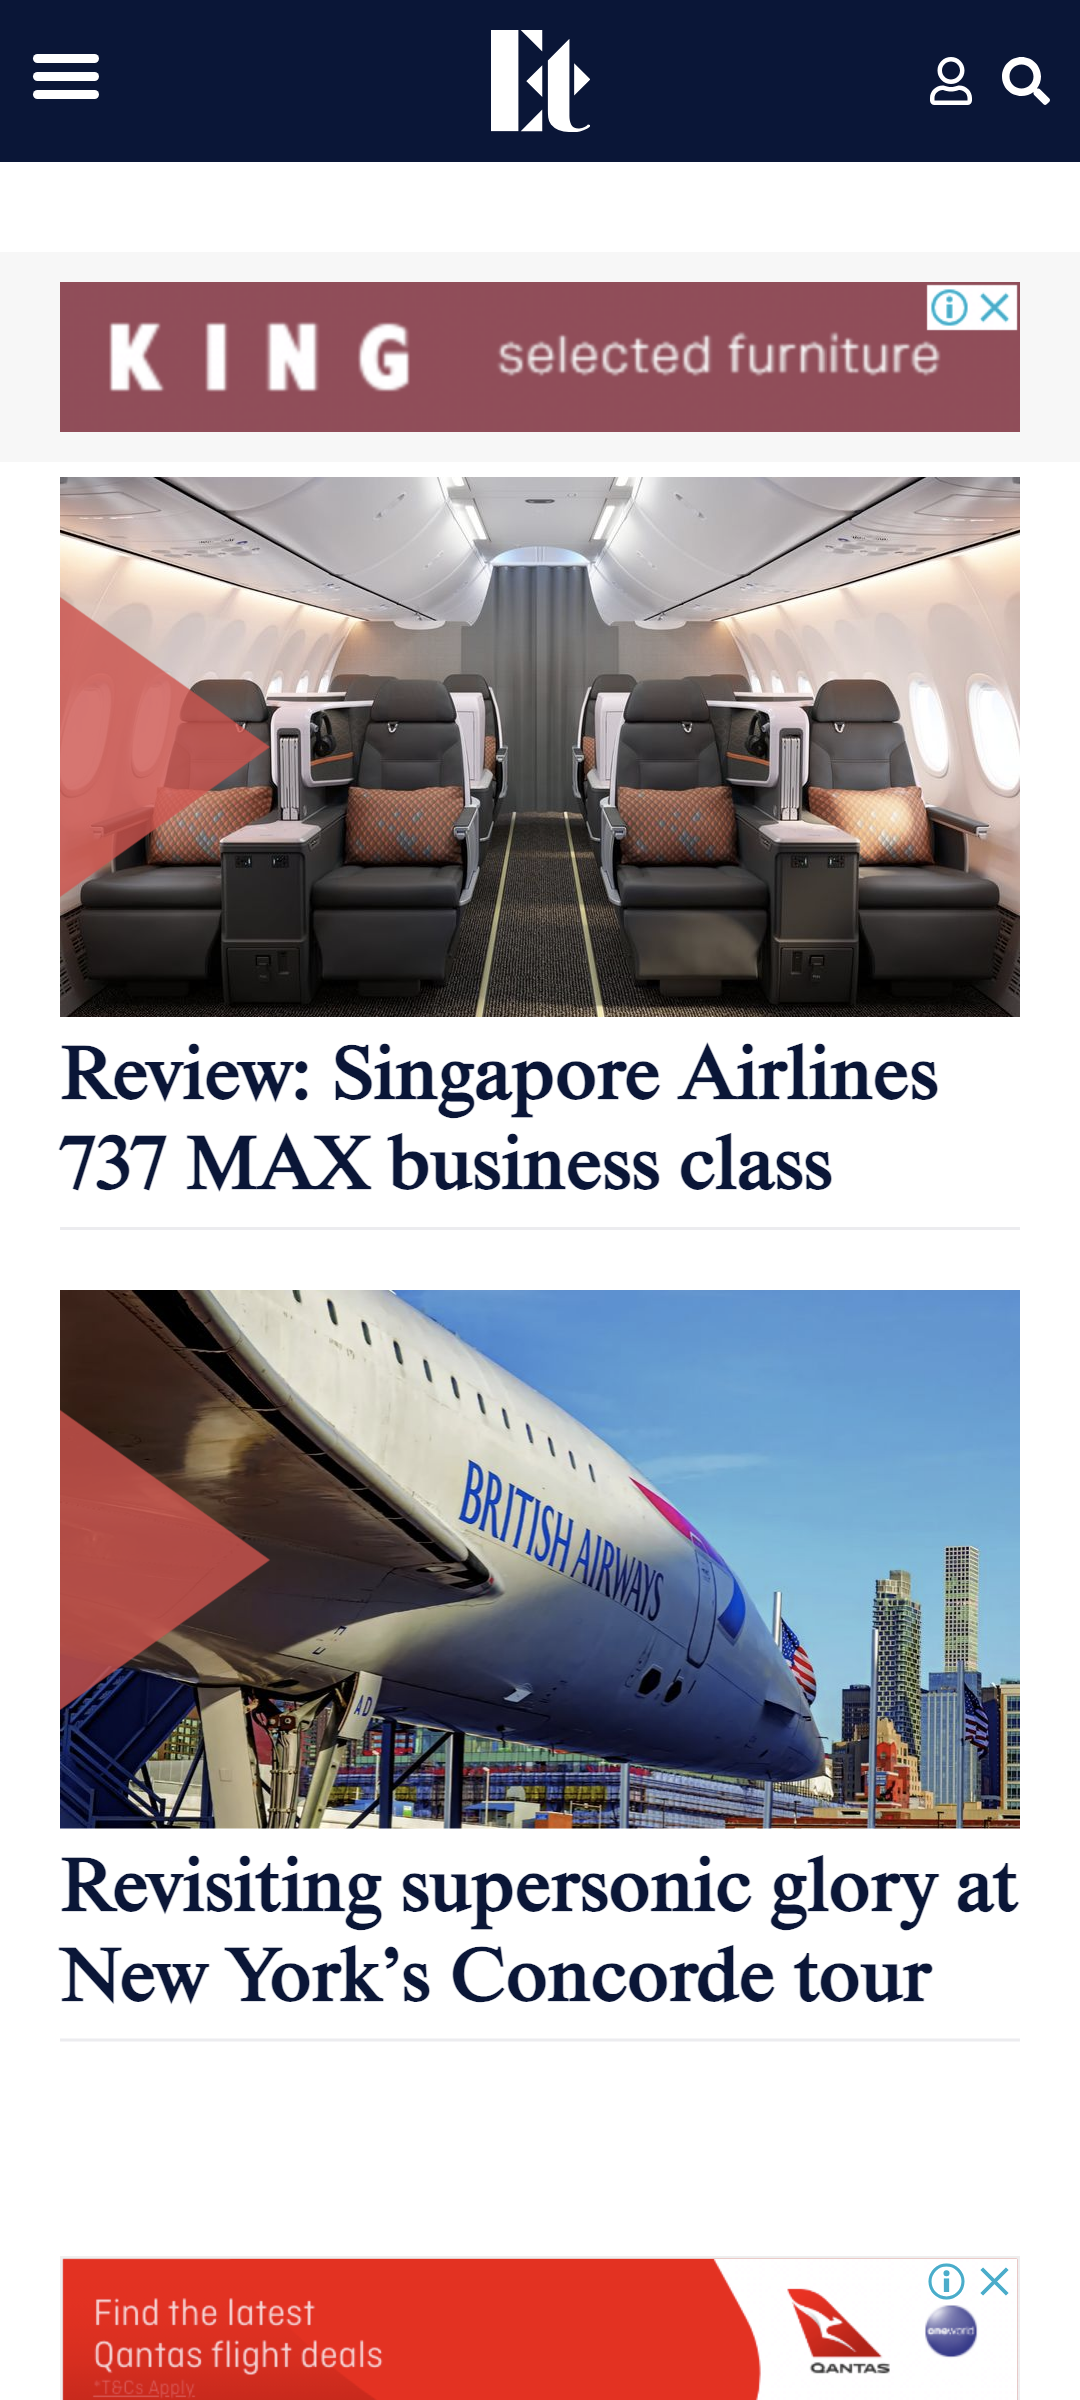 Et
KING selected furniture
Review: Singapore Airlines
737 MAX business class
BRITISH AIRWAYS
AD
Revisiting supersonic glory at
New York’s Concorde tour
Find the latest
Qantas flight deals
*T&Cs Apply
QANTAS
oneworld